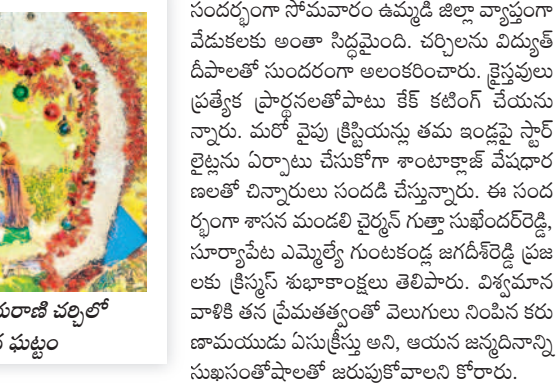 సందర్భంగా సోమవారం ఉమ్మడి జిల్లా వ్యాప్తంగా
వేడుకలకు అంతా సిద్ధమైంది. చర్చిలను విద్యుత్
దీపాలతో సుందరంగా అలంకరించారు. క్రైస్తవులు
ప్రత్యేక ప్రార్థనలతోపాటు కేక్ కటింగ్ చేయను
న్నారు. మరో వైపు క్రిస్టియన్లు తమ ఇండ్లపై స్టార్
లైట్లను ఏర్పాటు చేసుకోగా శాంటాక్లాజ్ వేషధార
ణలతో చిన్నారులు సందడి చేస్తున్నారు. ఈ సంద
ర్భంగా శాసన మండలి చైర్మన్ గుత్తా సుఖేందర్‌రెడ్డి,
సూర్యాపేట ఎమ్మెల్యే గుంటకండ్ల జగదీశ్‌రెడ్డి ప్రజ
లకు క్రిస్మస్ శుభాకాంక్షలు తెలిపారు. విశ్వమాన
వాళికి తన ప్రేమతత్వంతో వెలుగులు నింపిన కరు
ణామయుడు ఏసుక్రీస్తు అని, ఆయన జన్మదినాన్ని
సుఖసంతోషాలతో జరుపుకోవాలని కోరారు.
రురాణి చర్చిలో
ఘట్టం